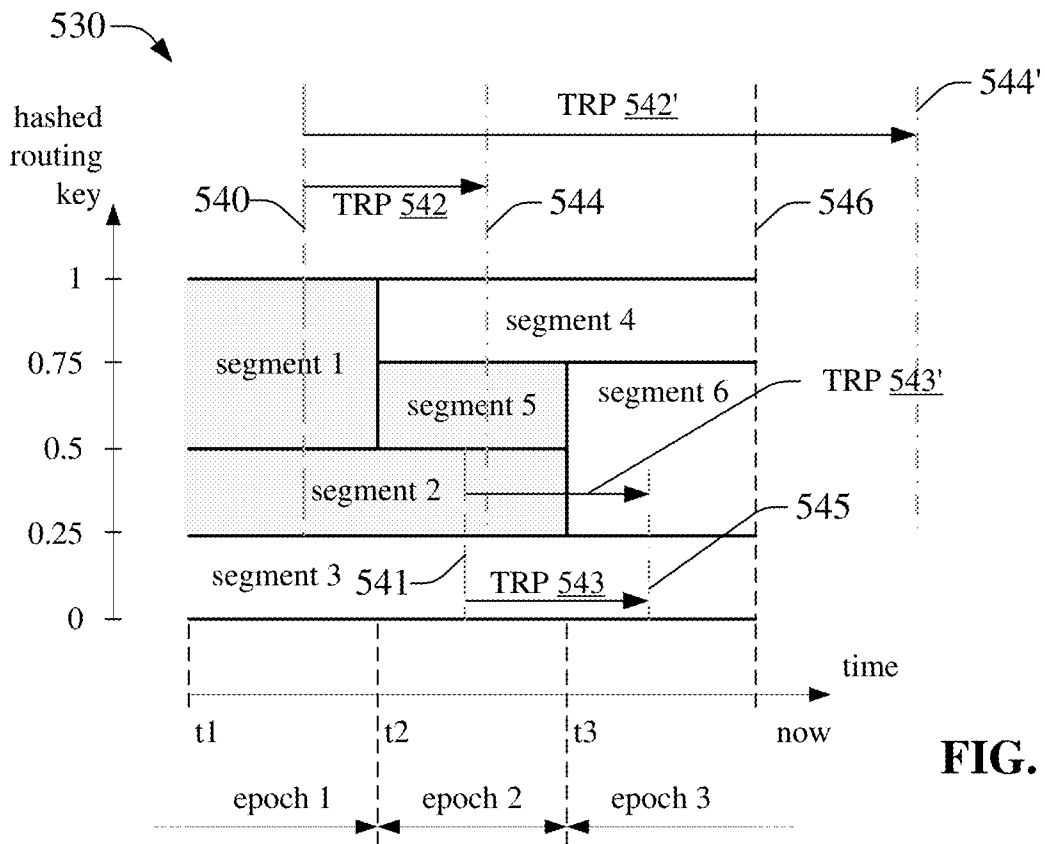 530
544'
TRP 542'
hashed
routing
key
540
TRP 542
544
546
1
segment 4
segment 1
0.75
segment 5
segment 6
TRP 543'
0.5
segment 2
545
0.25
segment 3
541
TRP 543
0
time
t1
t2
t3
now
FIG.
epoch 1
epoch 2
epoch 3